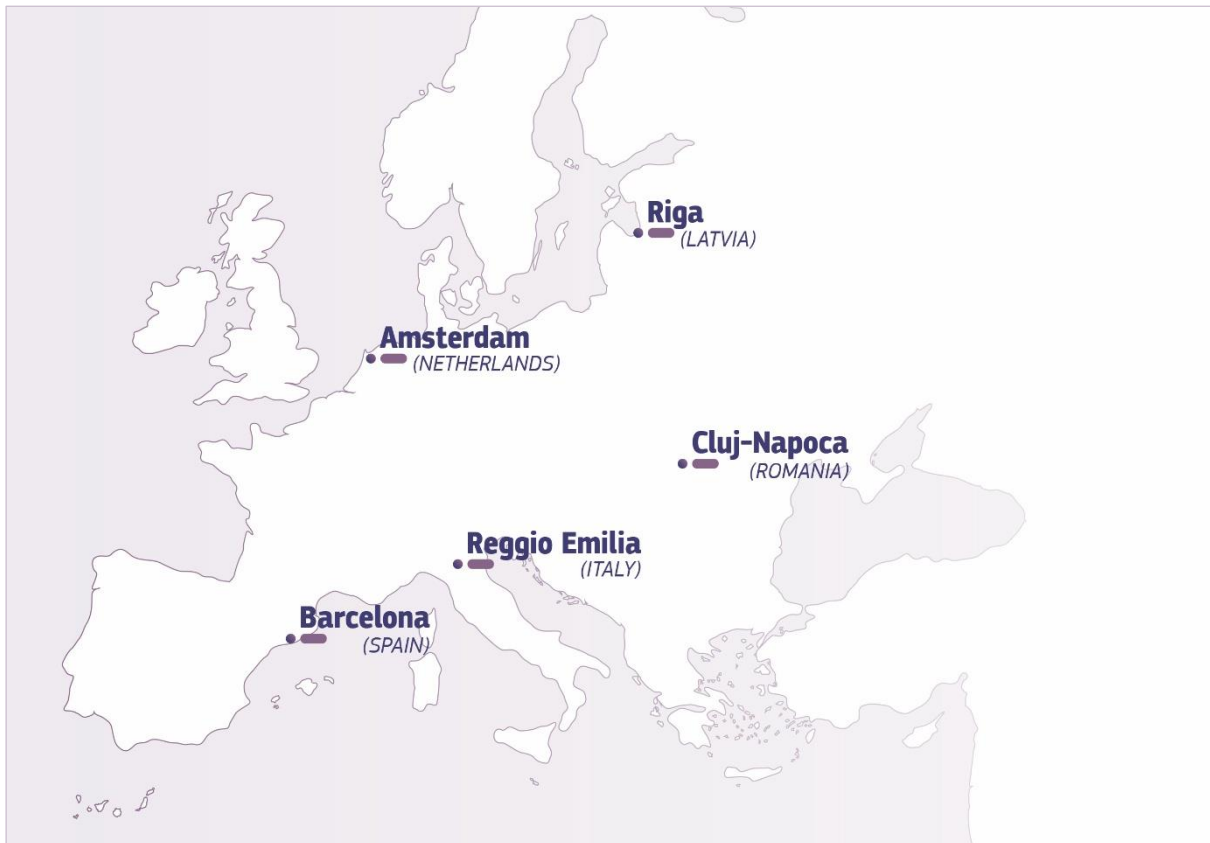 Riga
(LATVIA)
Amsterdam
(NETHERLANDS)
Cluj-Napoca
(ROMANIA)
Reggio Emilia
(ITALY)
Barcelona
(SPAIN)